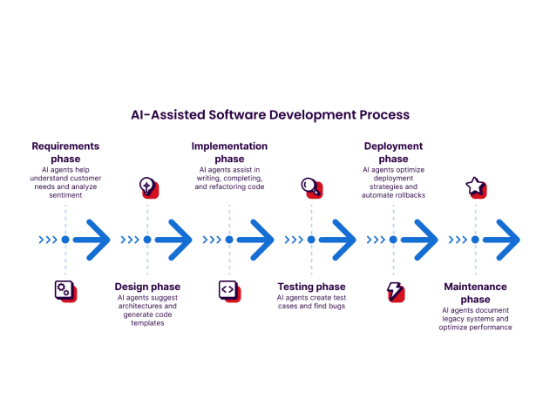 AI-Assisted Software Development Process
Requirements
phase
AI agents help
understand customer
needs and analyze
sentiment
Design phase
AI agents suggest
architectures and
generate code
templates
Implementation
phase
AI agents assist in
writing, completing,
and refactoring code
Testing phase
AI agents create test
cases and find bugs
Deployment
phase
AI agents optimize
deployment
strategies and
automate rollbacks
Maintenance
phase
AI agents document
legacy systems and
optimize performance